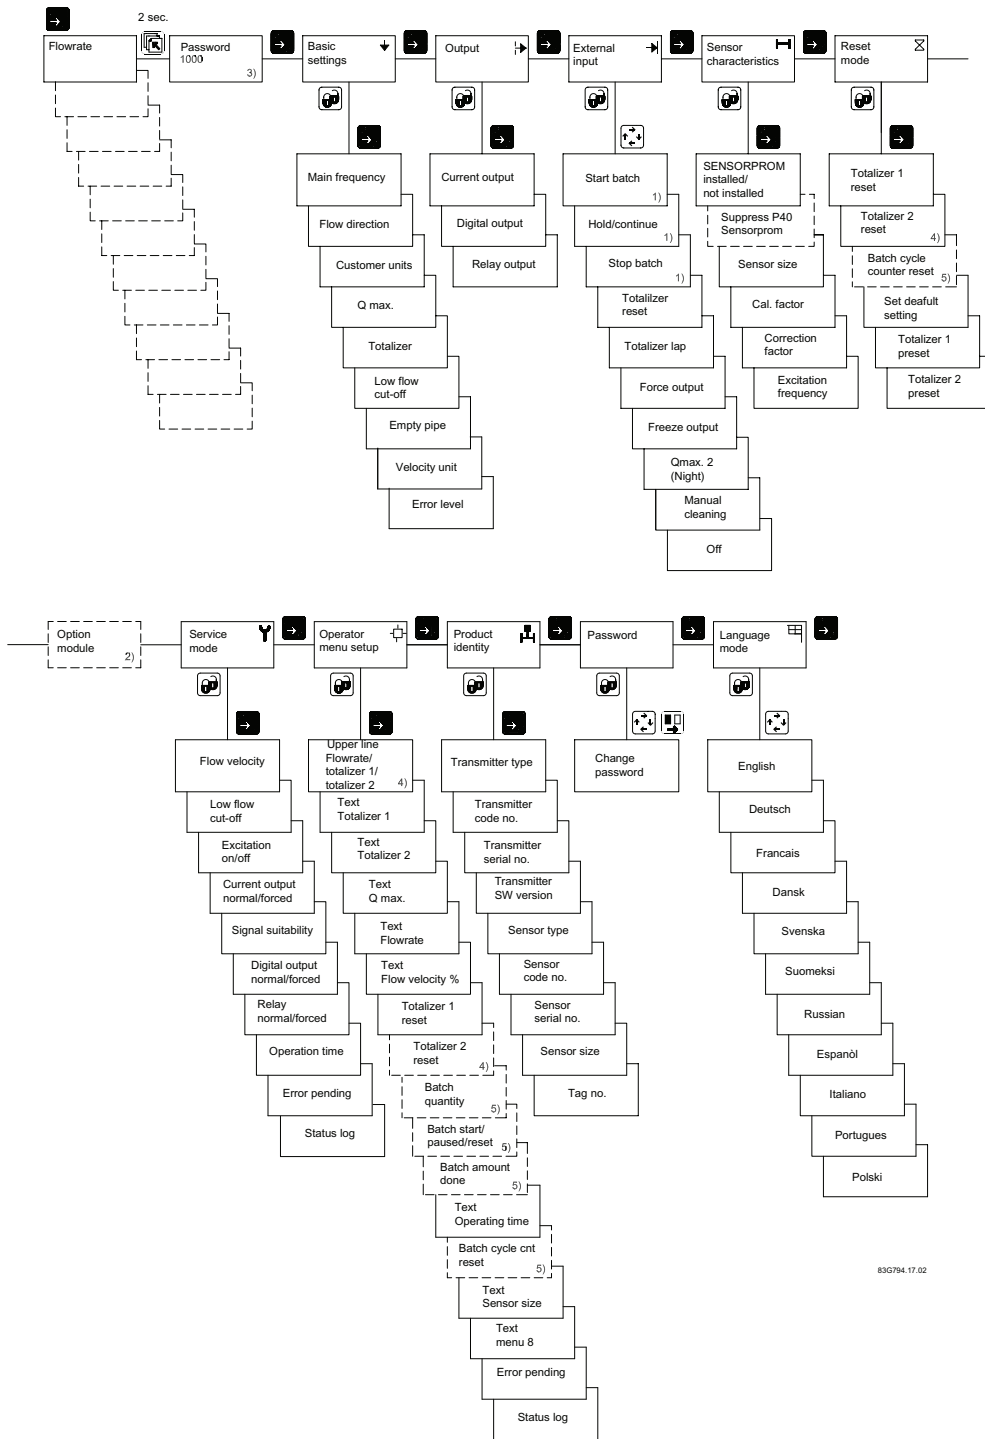 2 sec.
Flowrate
Password
1000
3)
Basic
settings
Output
External
input
Sensor
characteristics
Reset
mode
Main frequency
Flow direction
Customer units
Q max.
Totalizer
Low flow
cut-off
Empty pipe
Velocity unit
Error level
Current output
Digital output
Relay output
Start batch
1)
Hold/continue
1)
Stop batch
1)
Totalilzer
reset
Totalizer lap
Force output
Freeze output
Qmax. 2
(Night)
Manual
cleaning
Off
SENSORPROM
installed/
not installed
Suppress P40
Sensorprom
Sensor size
Cal. factor
Correction
factor
Excitation
frequency
Totalizer 1
reset
Totalizer 2
reset
4)
Batch cycle
counter reset
5)
Set deafult
setting
Totalizer 1
preset
Totalizer 2
preset
Option
module
2)
Service
mode
Operator
menu setup
Product
identity
Password
Language
mode
Flow velocity
Low flow
cut-off
Excitation
on/off
Current output
normal/forced
Signal suitability
Digital output
normal/forced
Relay
normal/forced
Operation time
Error pending
Status log
Upper line
Flowrate/
totalizer 1/
totalizer 2
4)
Text
Totalizer 1
Text
Totalizer 2
Text
Q max.
Text
Flowrate
Text
Flow velocity %
Totalizer 1
reset
Totalizer 2
reset
4)
Batch
quantity
5)
Batch start/
paused/reset
5)
Batch amount
done
5)
Text
Operating time
Batch cycle cnt
reset
5)
Text
Sensor size
Text
menu 8
Error pending
Status log
Transmitter type
Transmitter
code no.
Transmitter
serial no.
Transmitter
SW version
Sensor type
Sensor
code no.
Sensor
serial no.
Sensor size
Tag no.
Change
password
English
Deutsch
Francais
Dansk
Svenska
Suomeksi
Russian
Espanòl
Italiano
Portugues
Polski
83G794.17.02